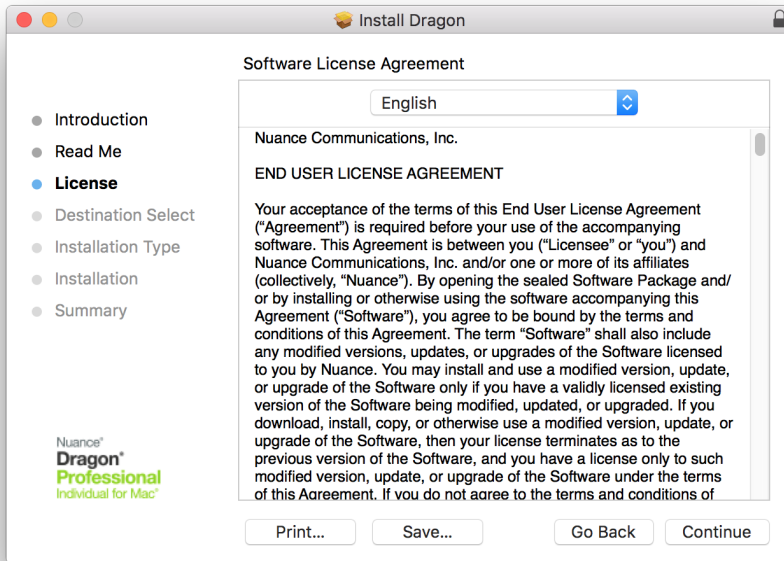 Install Dragon
Software License Agreement
English
Introduction
Read Me
License
Destination Select
Installation Type
Installation
Summary
Nuance Communications, Inc.
END USER LICENSE AGREEMENT
Your acceptance of the terms of this End User License Agreement
(“Agreement”) is required before your use of the accompanying
software. This Agreement is between you (“Licensee” or “you”) and
Nuance Communications, Inc. and/or one or more of its affiliates
(collectively, “Nuance”). By opening the sealed Software Package and/
or by installing or otherwise using the software accompanying this
Agreement (“Software”), you agree to be bound by the terms and
conditions of this Agreement. The term “Software” shall also include
any modified versions, updates, or upgrades of the Software licensed
to you by Nuance. You may install and use a modified version, update,
or upgrade of the Software only if you have a validly licensed existing
version of the Software being modified, updated, or upgraded. If you
download, install, copy, or otherwise use a modified version, update, or
upgrade of the Software, then your license terminates as to the
previous version of the Software, and you have a license only to such
modified version, update, or upgrade of the Software under the terms
of this Agreement. If you do not agree to the terms and conditions of
Nuance®
Dragon®
Professional
Individual for Mac®
Print...
Save...
Go Back
Continue